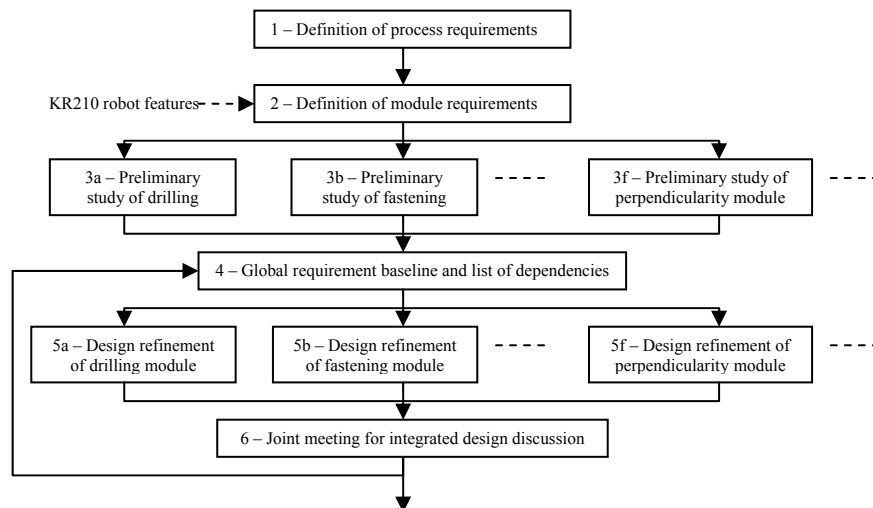 1 – Definition of process requirements
KR210 robot features
2 – Definition of module requirements
3a – Preliminary
study of drilling
3b – Preliminary
study of fastening
3f – Preliminary study of
perpendicularity module
4 – Global requirement baseline and list of dependencies
5a – Design refinement
of drilling module
5b – Design refinement
of fastening module
5f – Design refinement of
perpendicularity module
6 – Joint meeting for integrated design discussion